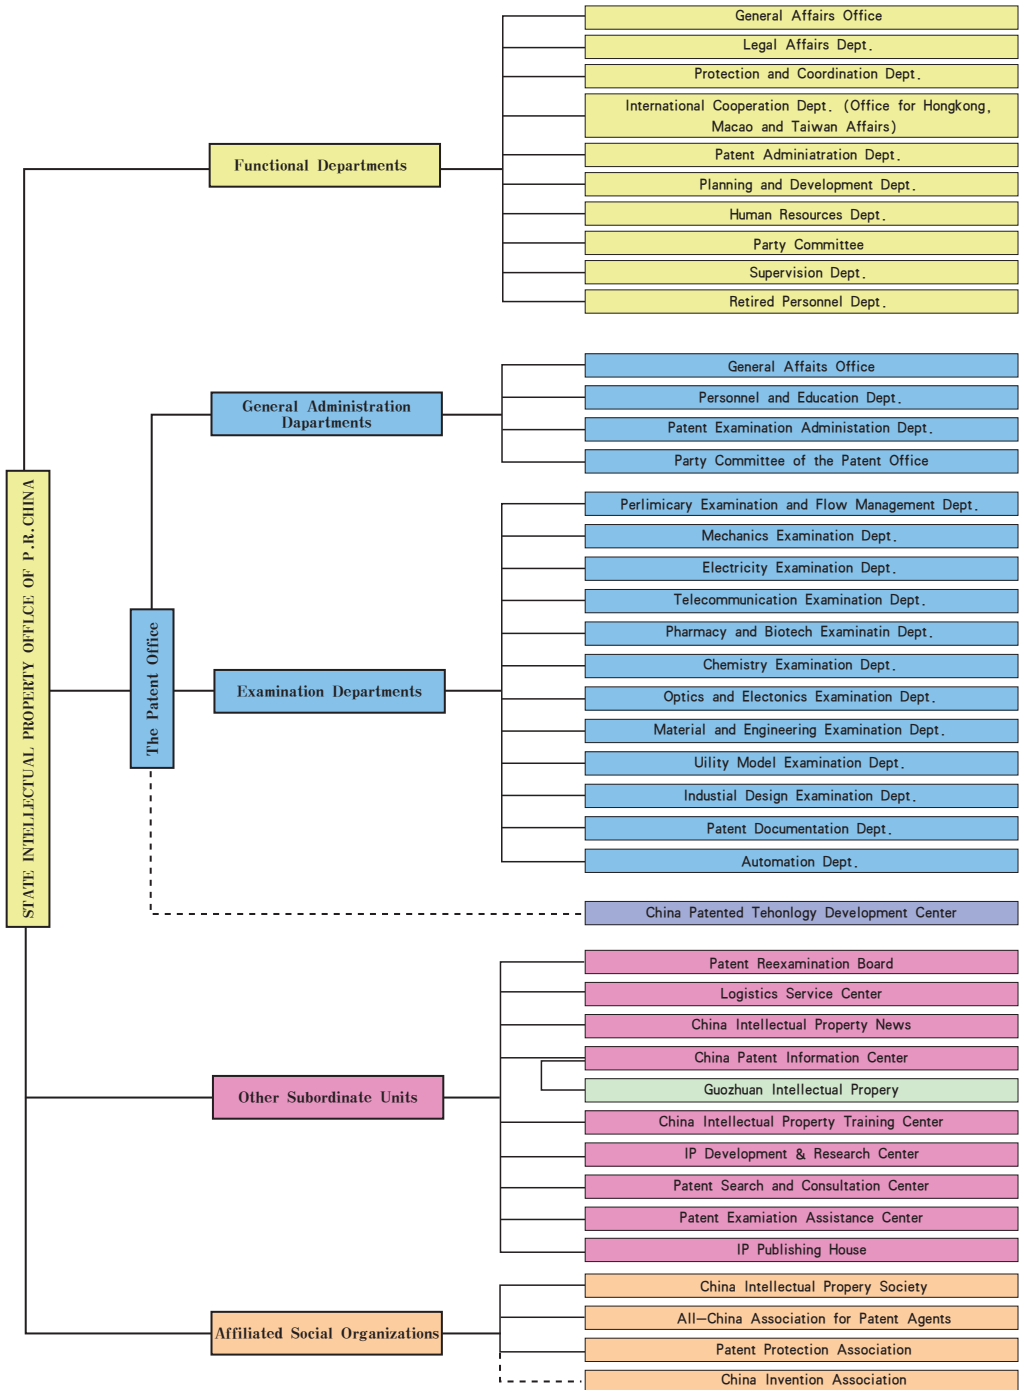 STATE INTELLECTUAL PROPERTY OFFLCE OF P.R.CHINA
Functional Departments
General Affairs Office
Legal Affairs Dept.
Protection and Coordination Dept.
International Cooperation Dept. (Office for Hongkong,
Macao and Taiwan Affairs)
Patent Adminiatration Dept.
Planning and Development Dept.
Human Resources Dept.
Party Committee
Supervision Dept.
Retired Personnel Dept.
The Patent Office
General Administration
Dapartments
General Affaits Office
Personnel and Education Dept.
Patent Examination Administation Dept.
Party Committee of the Patent Office
Examination Departments
Perlimicary Examination and Flow Management Dept.
Mechanics Examination Dept.
Electricity Examination Dept.
Telecommunication Examination Dept.
Pharmacy and Biotech Examinatin Dept.
Chemistry Examination Dept.
Optics and Electonics Examination Dept.
Material and Engineering Examination Dept.
Uility Model Examination Dept.
Industial Design Examination Dept.
Patent Documentation Dept.
Automation Dept.
China Patented Tehonlogy Development Center
Other Subordinate Units
Patent Reexamination Board
Logistics Service Center
China Intellectual Property News
China Patent Information Center
Guozhuan Intellectual Propery
China Intellectual Property Training Center
IP Development & Research Center
Patent Search and Consultation Center
Patent Examiation Assistance Center
IP Publishing House
Affiliated Social Organizations
China Intellectual Propery Society
All-China Association for Patent Agents
Patent Protection Association
China Invention Association